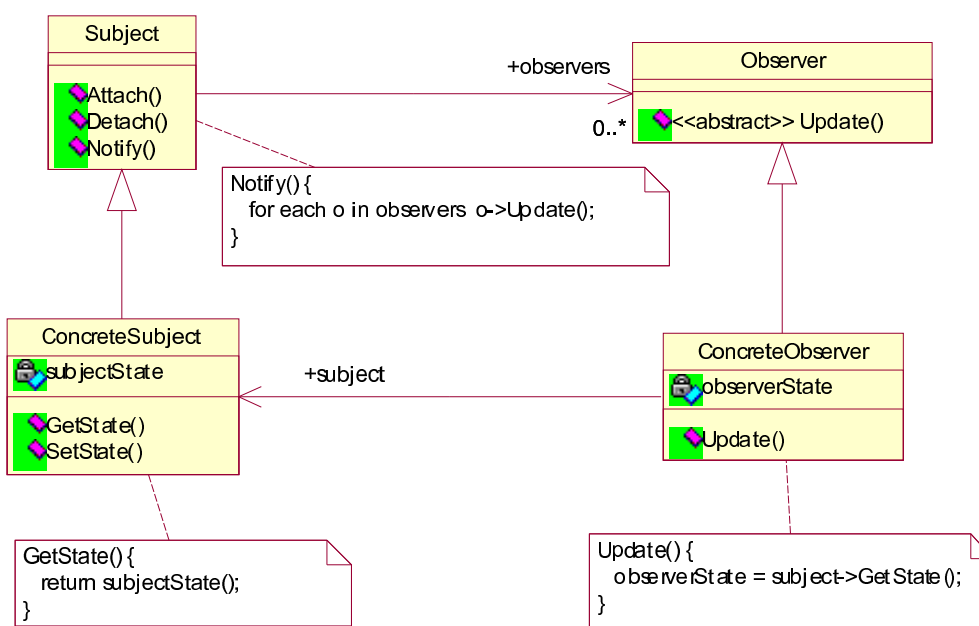 Subject
Attach()
Detach()
Notify()
+observers
0..*
Observer
<<abstract>> Update()
Notify() {
for each o in observers o->Update();
}
ConcreteSubject
subjectState
GetState()
SetState()
+subject
ConcreteObserver
observerState
Update()
GetState() {
return subjectState();
}
Update() {
observerState = subject->GetState();
}